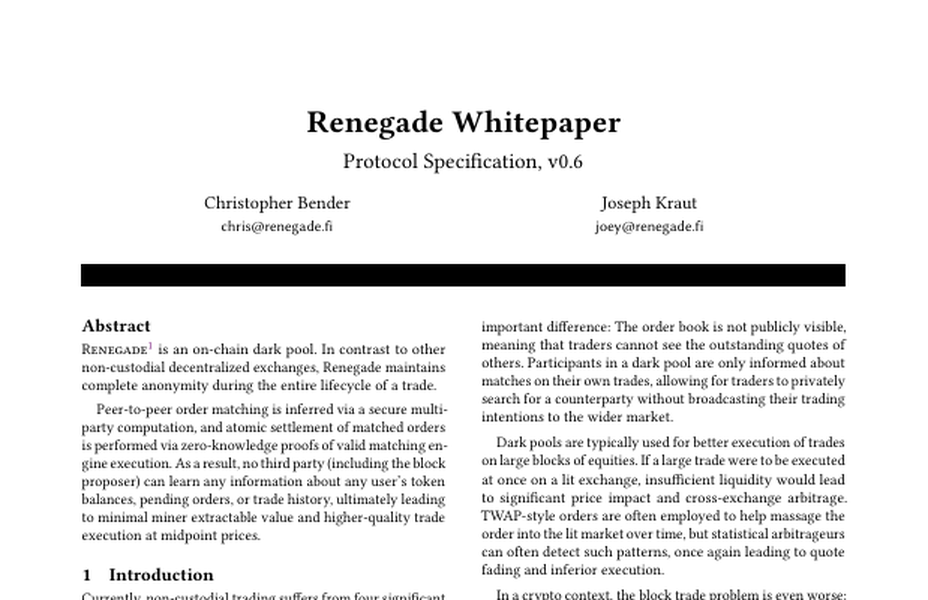 Renegade Whitepaper
Protocol Specification, v0.6
Christopher Bender
chris@renegade.fi
Joseph Kraut
joey@renegade.fi
Abstract
Renegade1 is an on-chain dark pool. In contrast to other
non-custodial decentralized exchanges, Renegade maintains
complete anonymity during the entire lifecycle of a trade.
Peer-to-peer order matching is inferred via a secure multi-
party computation, and atomic settlement of matched orders
is performed via zero-knowledge proofs of valid matching en-
gine execution. As a result, no third party (including the block
proposer) can learn any information about any user's token
balances, pending orders, or trade history, ultimately leading
to minimal miner extractable value and higher-quality trade
execution at midpoint prices.
1 Introduction
Currently, non-custodial trading suffers from four significant
important difference: The order book is not publicly visible,
meaning that traders cannot see the outstanding quotes of
others. Participants in a dark pool are only informed about
matches on their own trades, allowing for traders to privately
search for a counterparty without broadcasting their trading
intentions to the wider market.
Dark pools are typically used for better execution of trades
on large blocks of equities. If a large trade were to be executed
at once on a lit exchange, insufficient liquidity would lead
to significant price impact and cross-exchange arbitrage.
TWAP-style orders are often employed to help massage the
order into the lit market over time, but statistical arbitrageurs
can often detect such patterns, once again leading to quote
fading and inferior execution.
In a crypto context, the block trade problem is even worse: